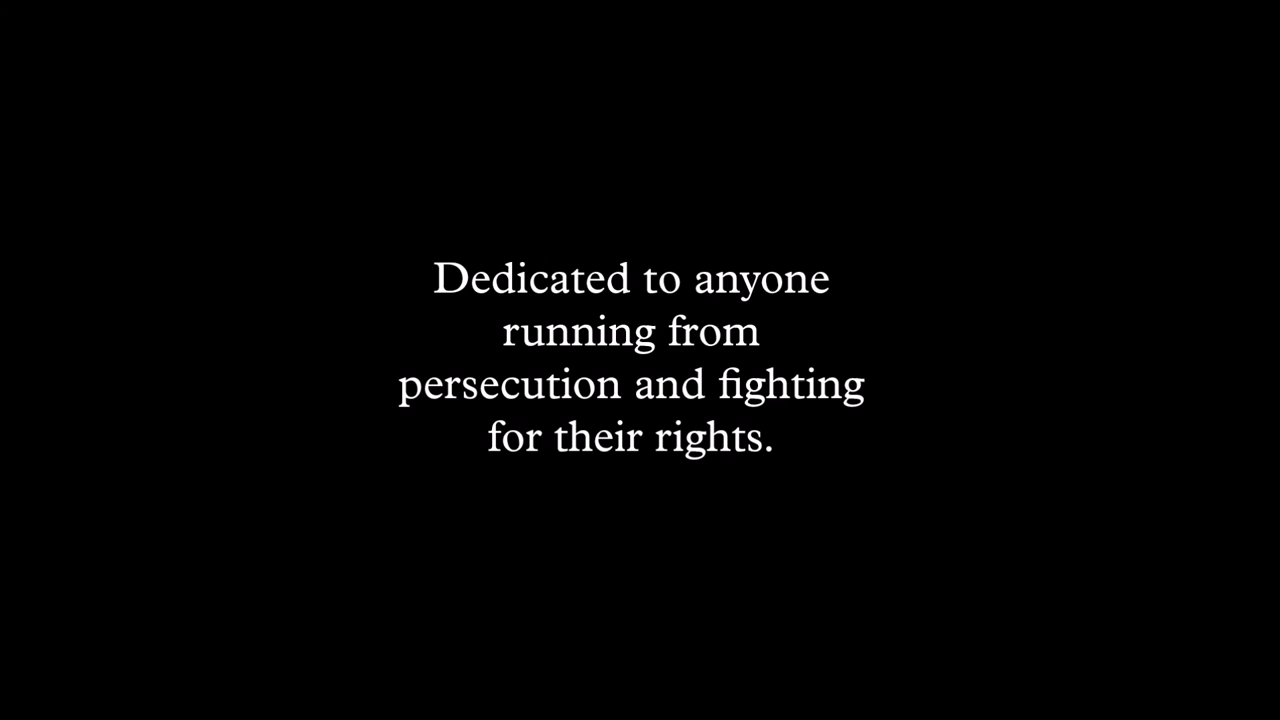 Dedicated to anyone
running from
persecution and fighting
for their rights.